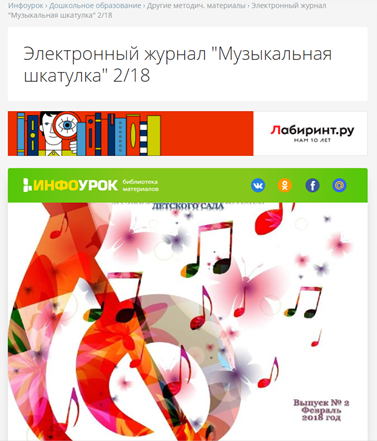 Инфоурок › Дошкольное образование › Другие методич. материалы › Электронный журнал
"Музыкальная шкатулка" 2/18
Электронный журнал "Музыкальная
шкатулка" 2/18
Лабиринт.ру
НАМ 10 ЛЕТ
ИНФОУРОК
библиотека
материалов
ДЕТСКОГО САДА
Выпуск № 2
Февраль
2018 год